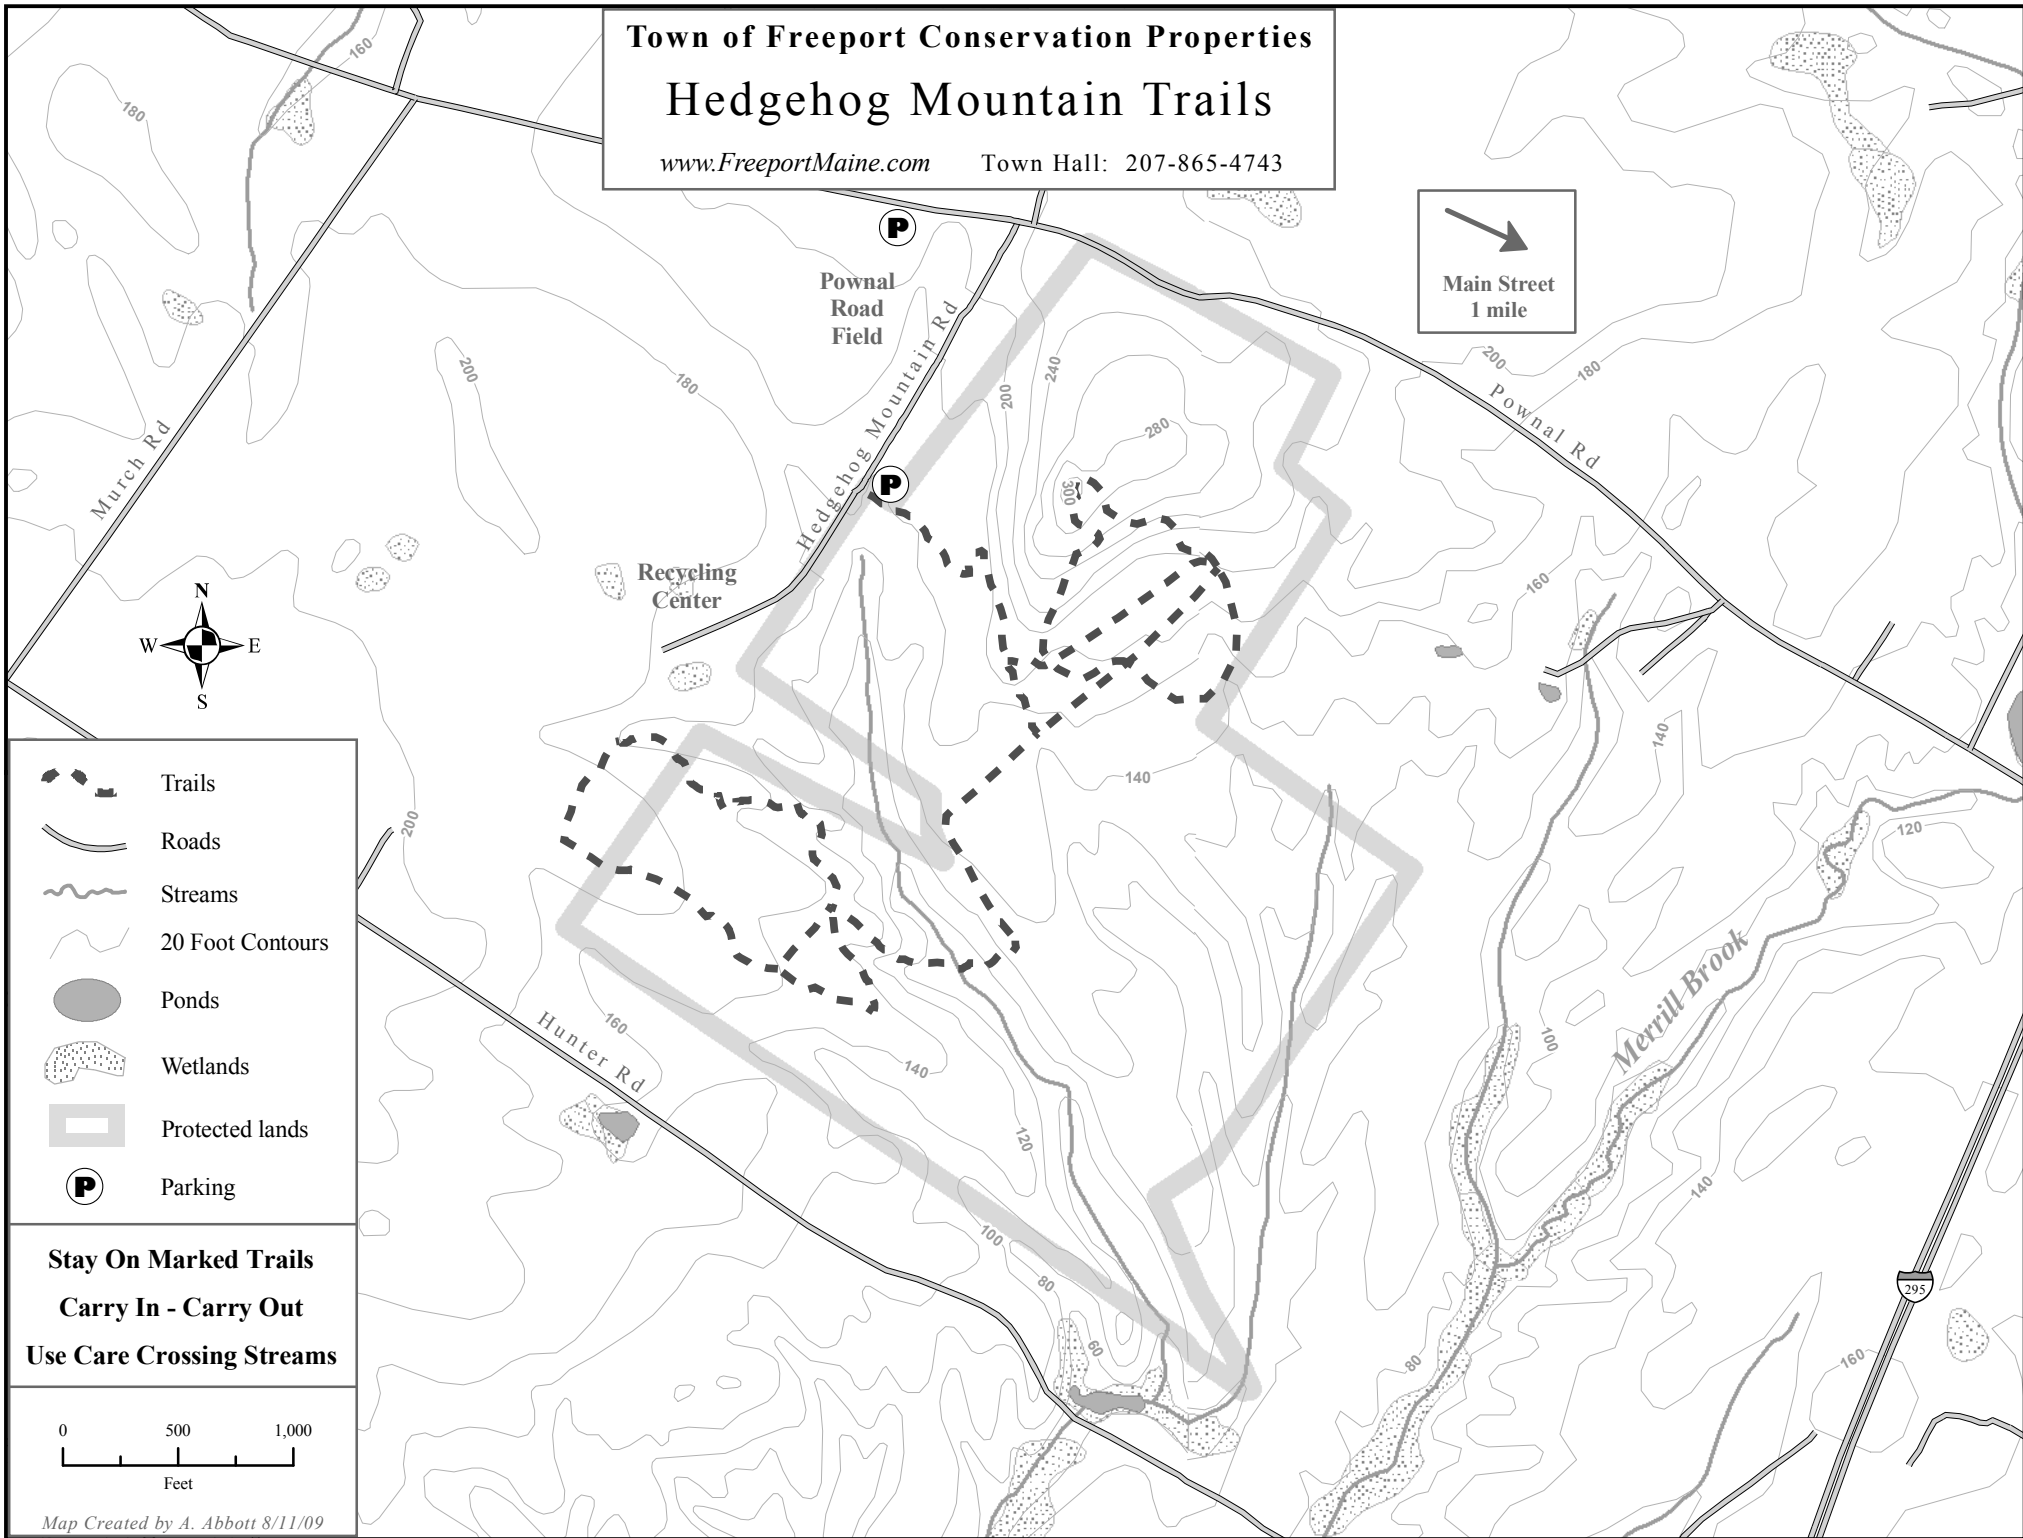 Town of Freeport Conservation Properties
Hedgehog Mountain Trails
www.FreeportMaine.com Town Hall: 207-865-4743
160
180
P
Pownal
Road
Field
Main Street
1 mile
200
180
Hedgehog Mountain Rd
200
240
280
300
200
180
Pownal Rd
Murch Rd
P
Recycling
Center
160
N
W E
S
140
140
200
120
Trails
Roads
Streams
20 Foot Contours
Ponds
Wetlands
Protected lands
P
Parking
Hunter Rd
160
140
120
100
80
60
Merrill Brook
100
140
80
160
295
Stay On Marked Trails
Carry In - Carry Out
Use Care Crossing Streams
0 500 1,000
Feet
Map Created by A. Abbott 8/11/09